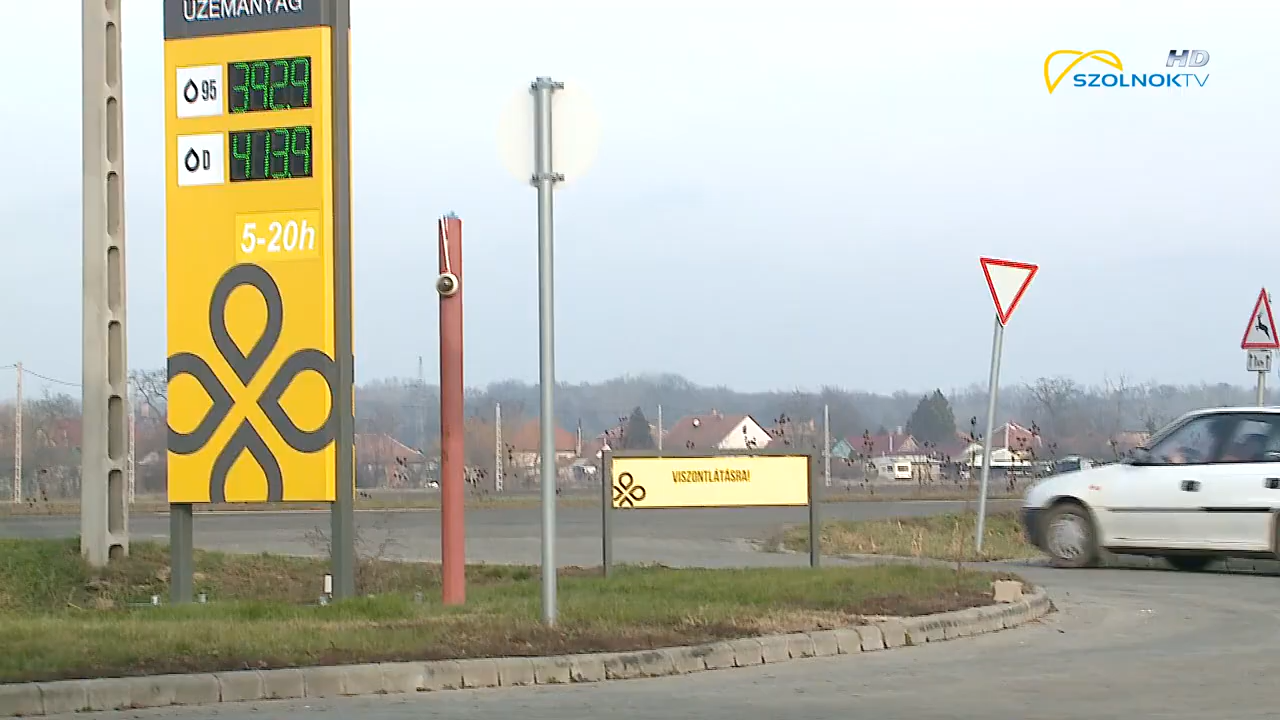 ÜZEMANYAG
95 392.9
D 413.9
5-20h
VISZONTLÁTÁSRA!
HD
SZOLNOKTV